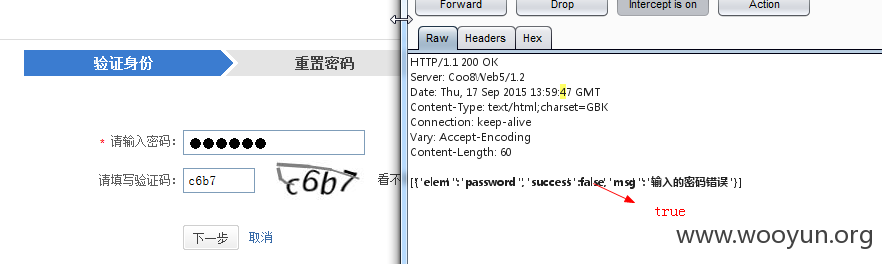 Forward Drop Intercept is on Action
Raw Headers Hex
验证身份 重置密码
* 请输入密码: ●●●●●●
请填写验证码: c6b7 c6b7 看不
下一步 取消
HTTP/1.1 200 OK
Server: Coo8Web5/1.2
Date: Thu, 17 Sep 2015 13:59:47 GMT
Content-Type: text/html;charset=GBK
Connection: keep-alive
Vary: Accept-Encoding
Content-Length: 60
[{'elem':'password','success':false,'msg':'输入的密码错误'}]
true
www.wooyun.org